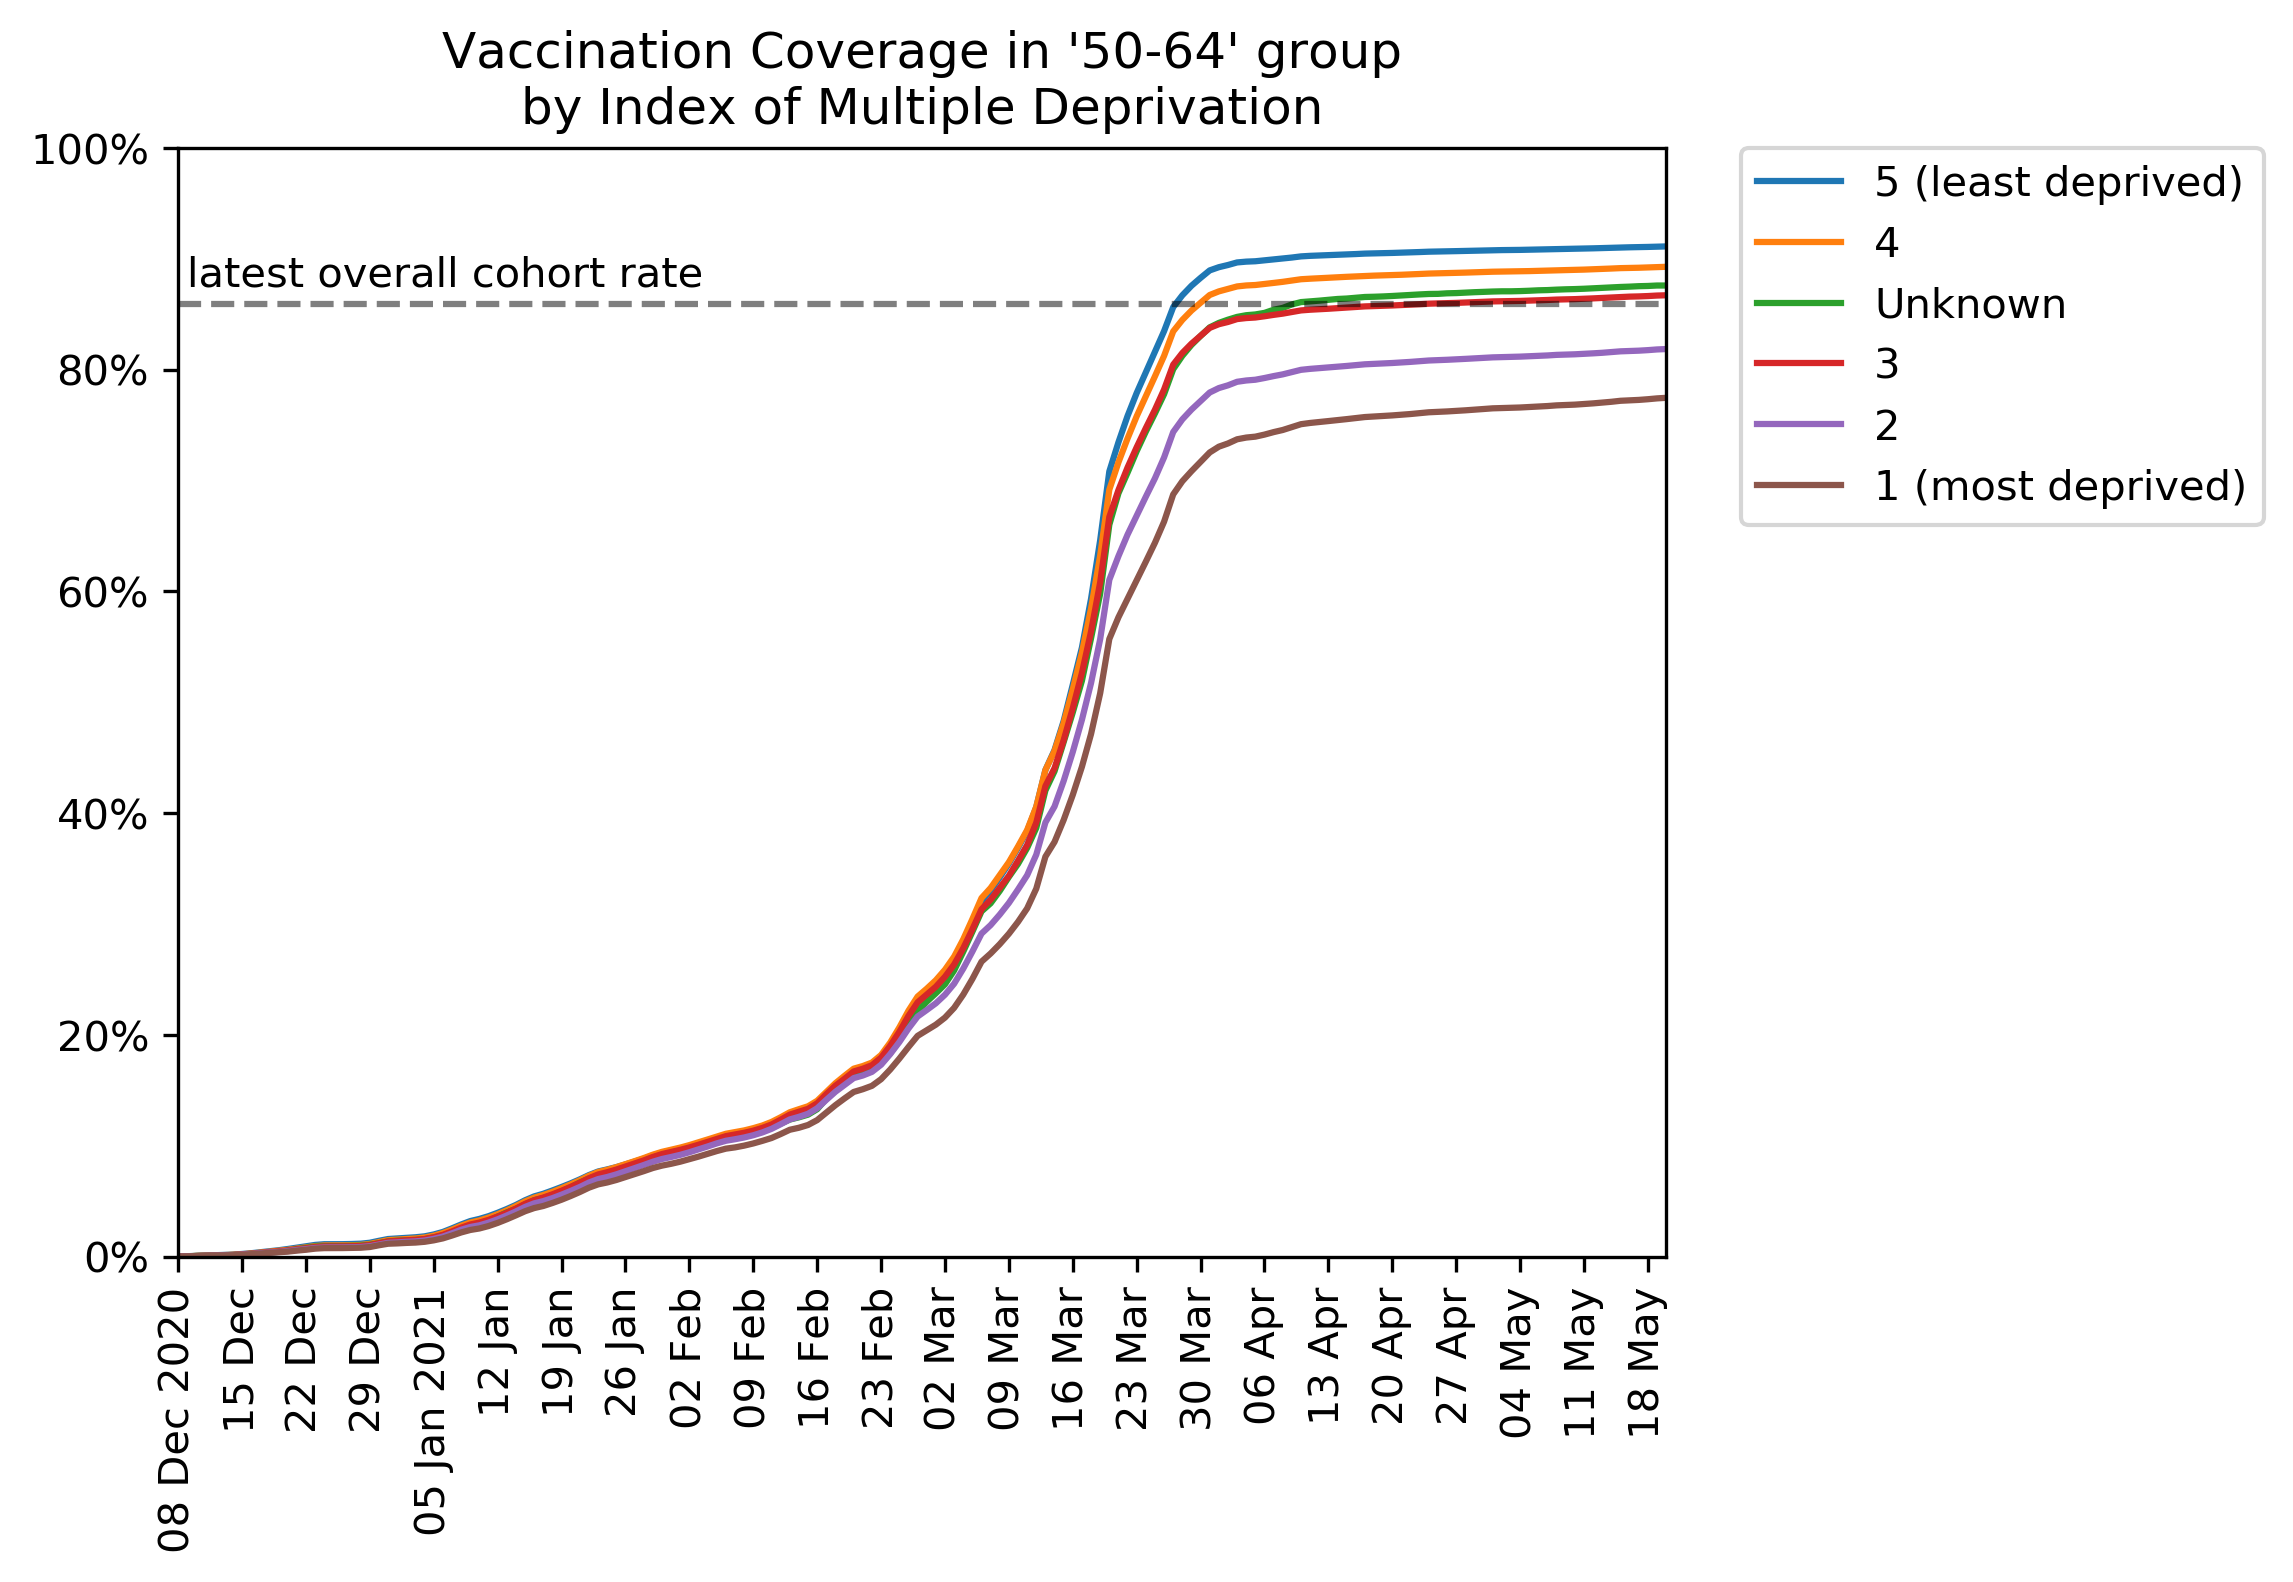 Vaccination Coverage in '50-64' group
by Index of Multiple Deprivation
100%
80%
60%
40%
20%
0%
latest overall cohort rate
08 Dec 2020
15 Dec
22 Dec
29 Dec
05 Jan 2021
12 Jan
19 Jan
26 Jan
02 Feb
09 Feb
16 Feb
23 Feb
02 Mar
09 Mar
16 Mar
23 Mar
30 Mar
06 Apr
13 Apr
20 Apr
27 Apr
04 May
11 May
18 May
5 (least deprived)
4
Unknown
3
2
1 (most deprived)